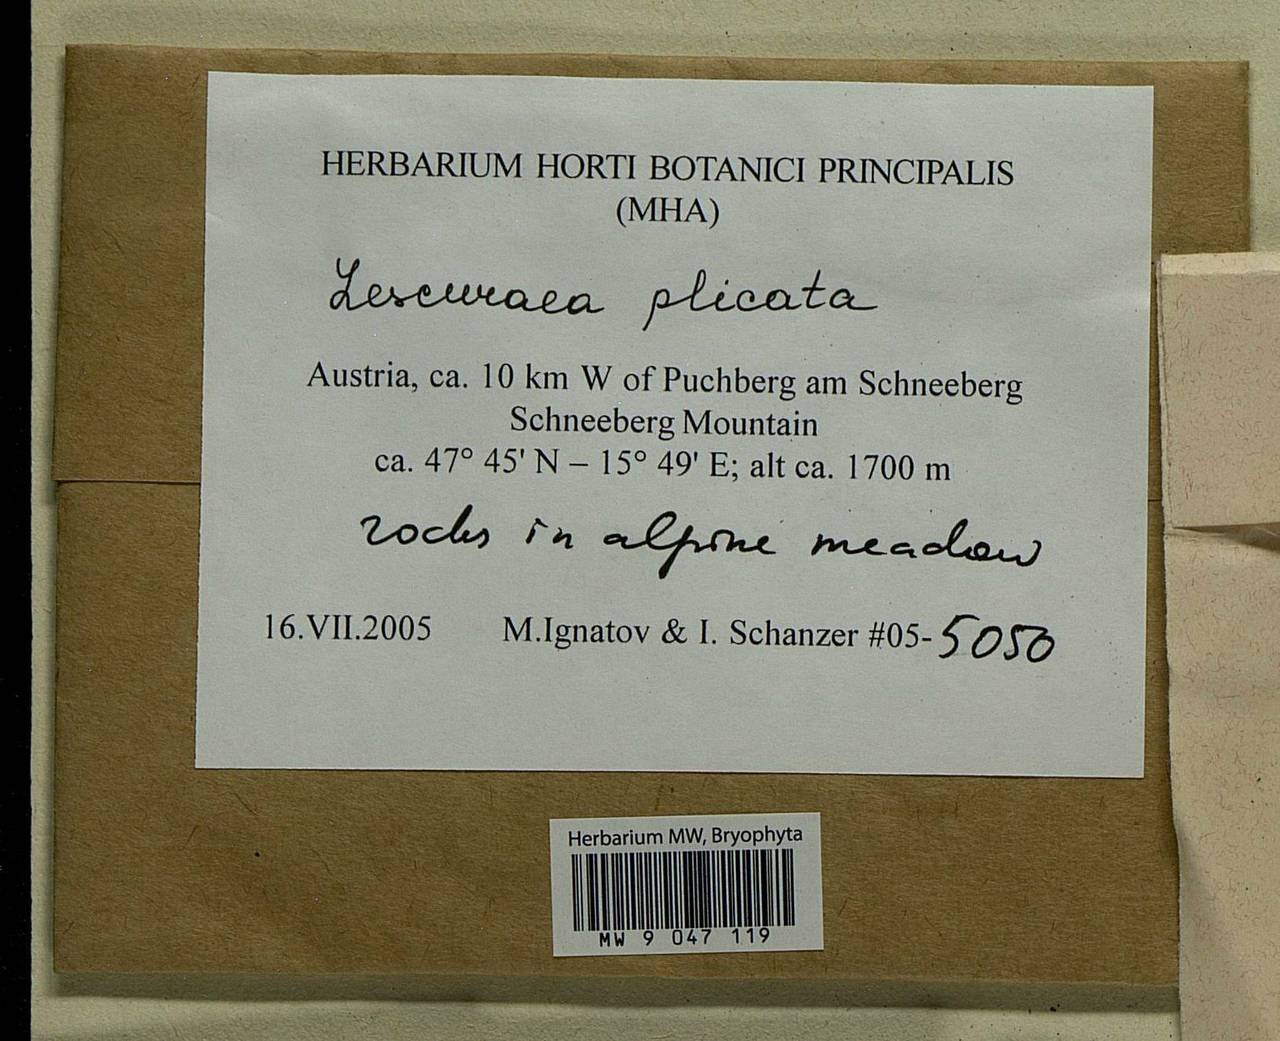 HERBARIUM HORTI BOTANICI PRINCIPALIS
(MHA)
Lescuraea plicata
Austria, ca. 10 km W of Puchberg am Schneeberg
Schneeberg Mountain
ca. 47° 45' N – 15° 49' E; alt ca. 1700 m
rocks in alpine meadow
16.VII.2005 M.Ignatov & I. Schanzer #05-5050
Herbarium MW, Bryophyta
MW 9 047 119